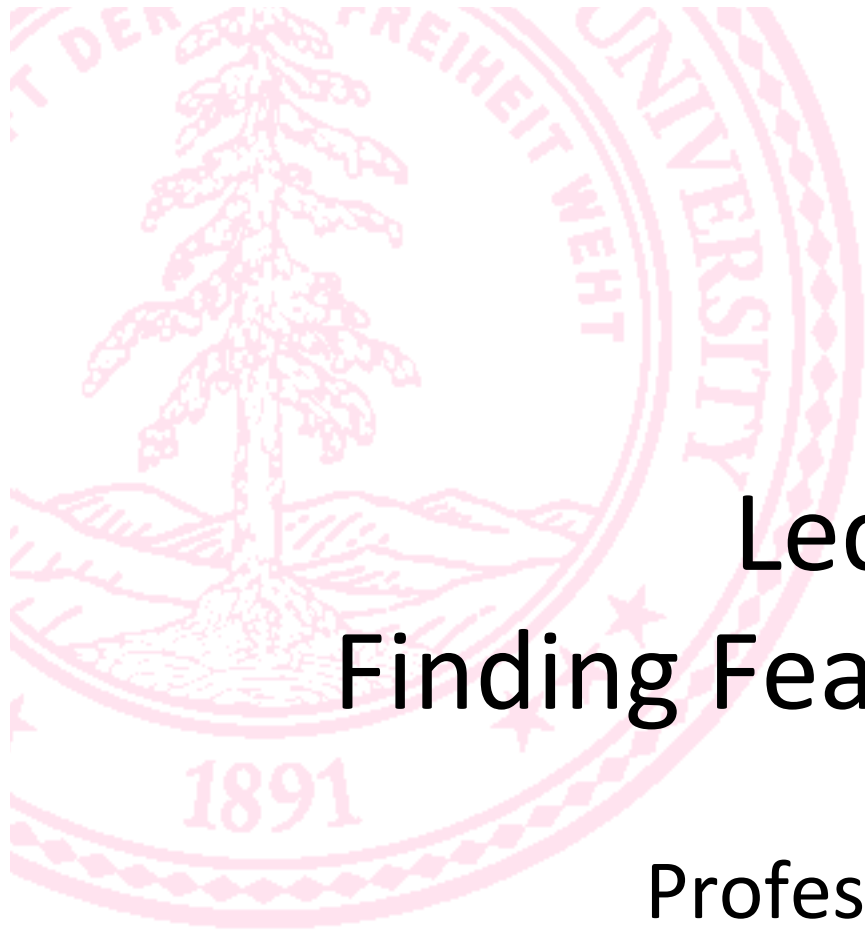 DER FREIHEIT WEHT
UNIVERSITY
Lec
Finding Fea
1891
Profes